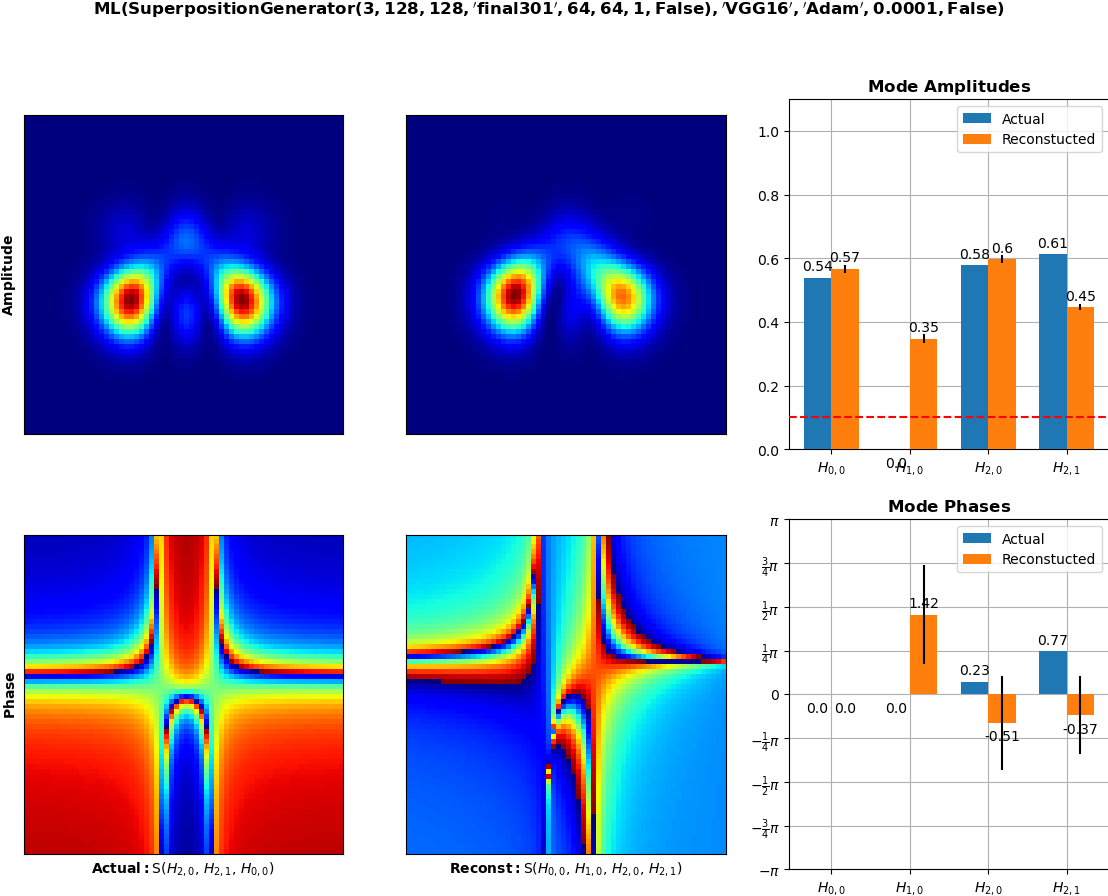 ML(SuperpositionGenerator(3, 128, 128, 'final301', 64, 64, 1, False), 'VGG16', 'Adam', 0.0001, False)
Amplitude
Mode Amplitudes
Actual
Reconstucted
1.0
0.8
0.6
0.4
0.2
0.0
0.54
0.57
0.0
0.35
0.58
0.6
0.61
0.45
H0,0
H1,0
H2,0
H2,1
Phase
Actual: S(H2,0, H2,1, H0,0)
Reconst: S(H0,0, H1,0, H2,0, H2,1)
Mode Phases
Actual
Reconstucted
π
3/4π
1/2π
1/4π
0
−1/4π
−1/2π
−3/4π
−π
0.0
0.0
0.0
1.42
0.23
-0.51
0.77
-0.37
H0,0
H1,0
H2,0
H2,1